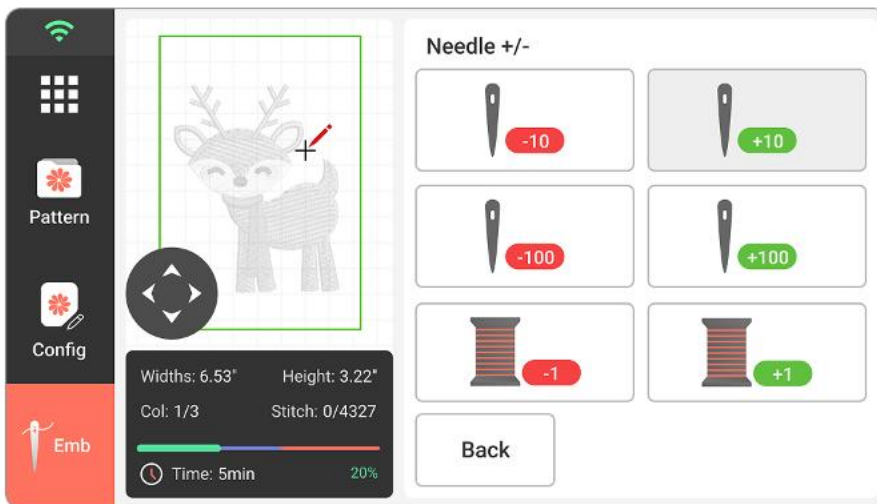 Pattern
Config
Emb
Widths: 6.53" Height: 3.22"
Col: 1/3 Stitch: 0/4327
Time: 5min 20%
Needle +/-
-10 +10
-100 +100
-1 +1
Back